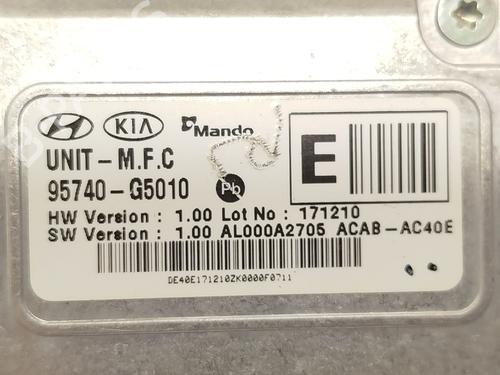 KIA Mando
UNIT - M.F.C
E
95740 - G5010 Pb
HW Version : 1.00 Lot No : 171210
SW Version : 1.00 AL000A2705 ACAB - AC40E
DE40E171210ZK0000F0711